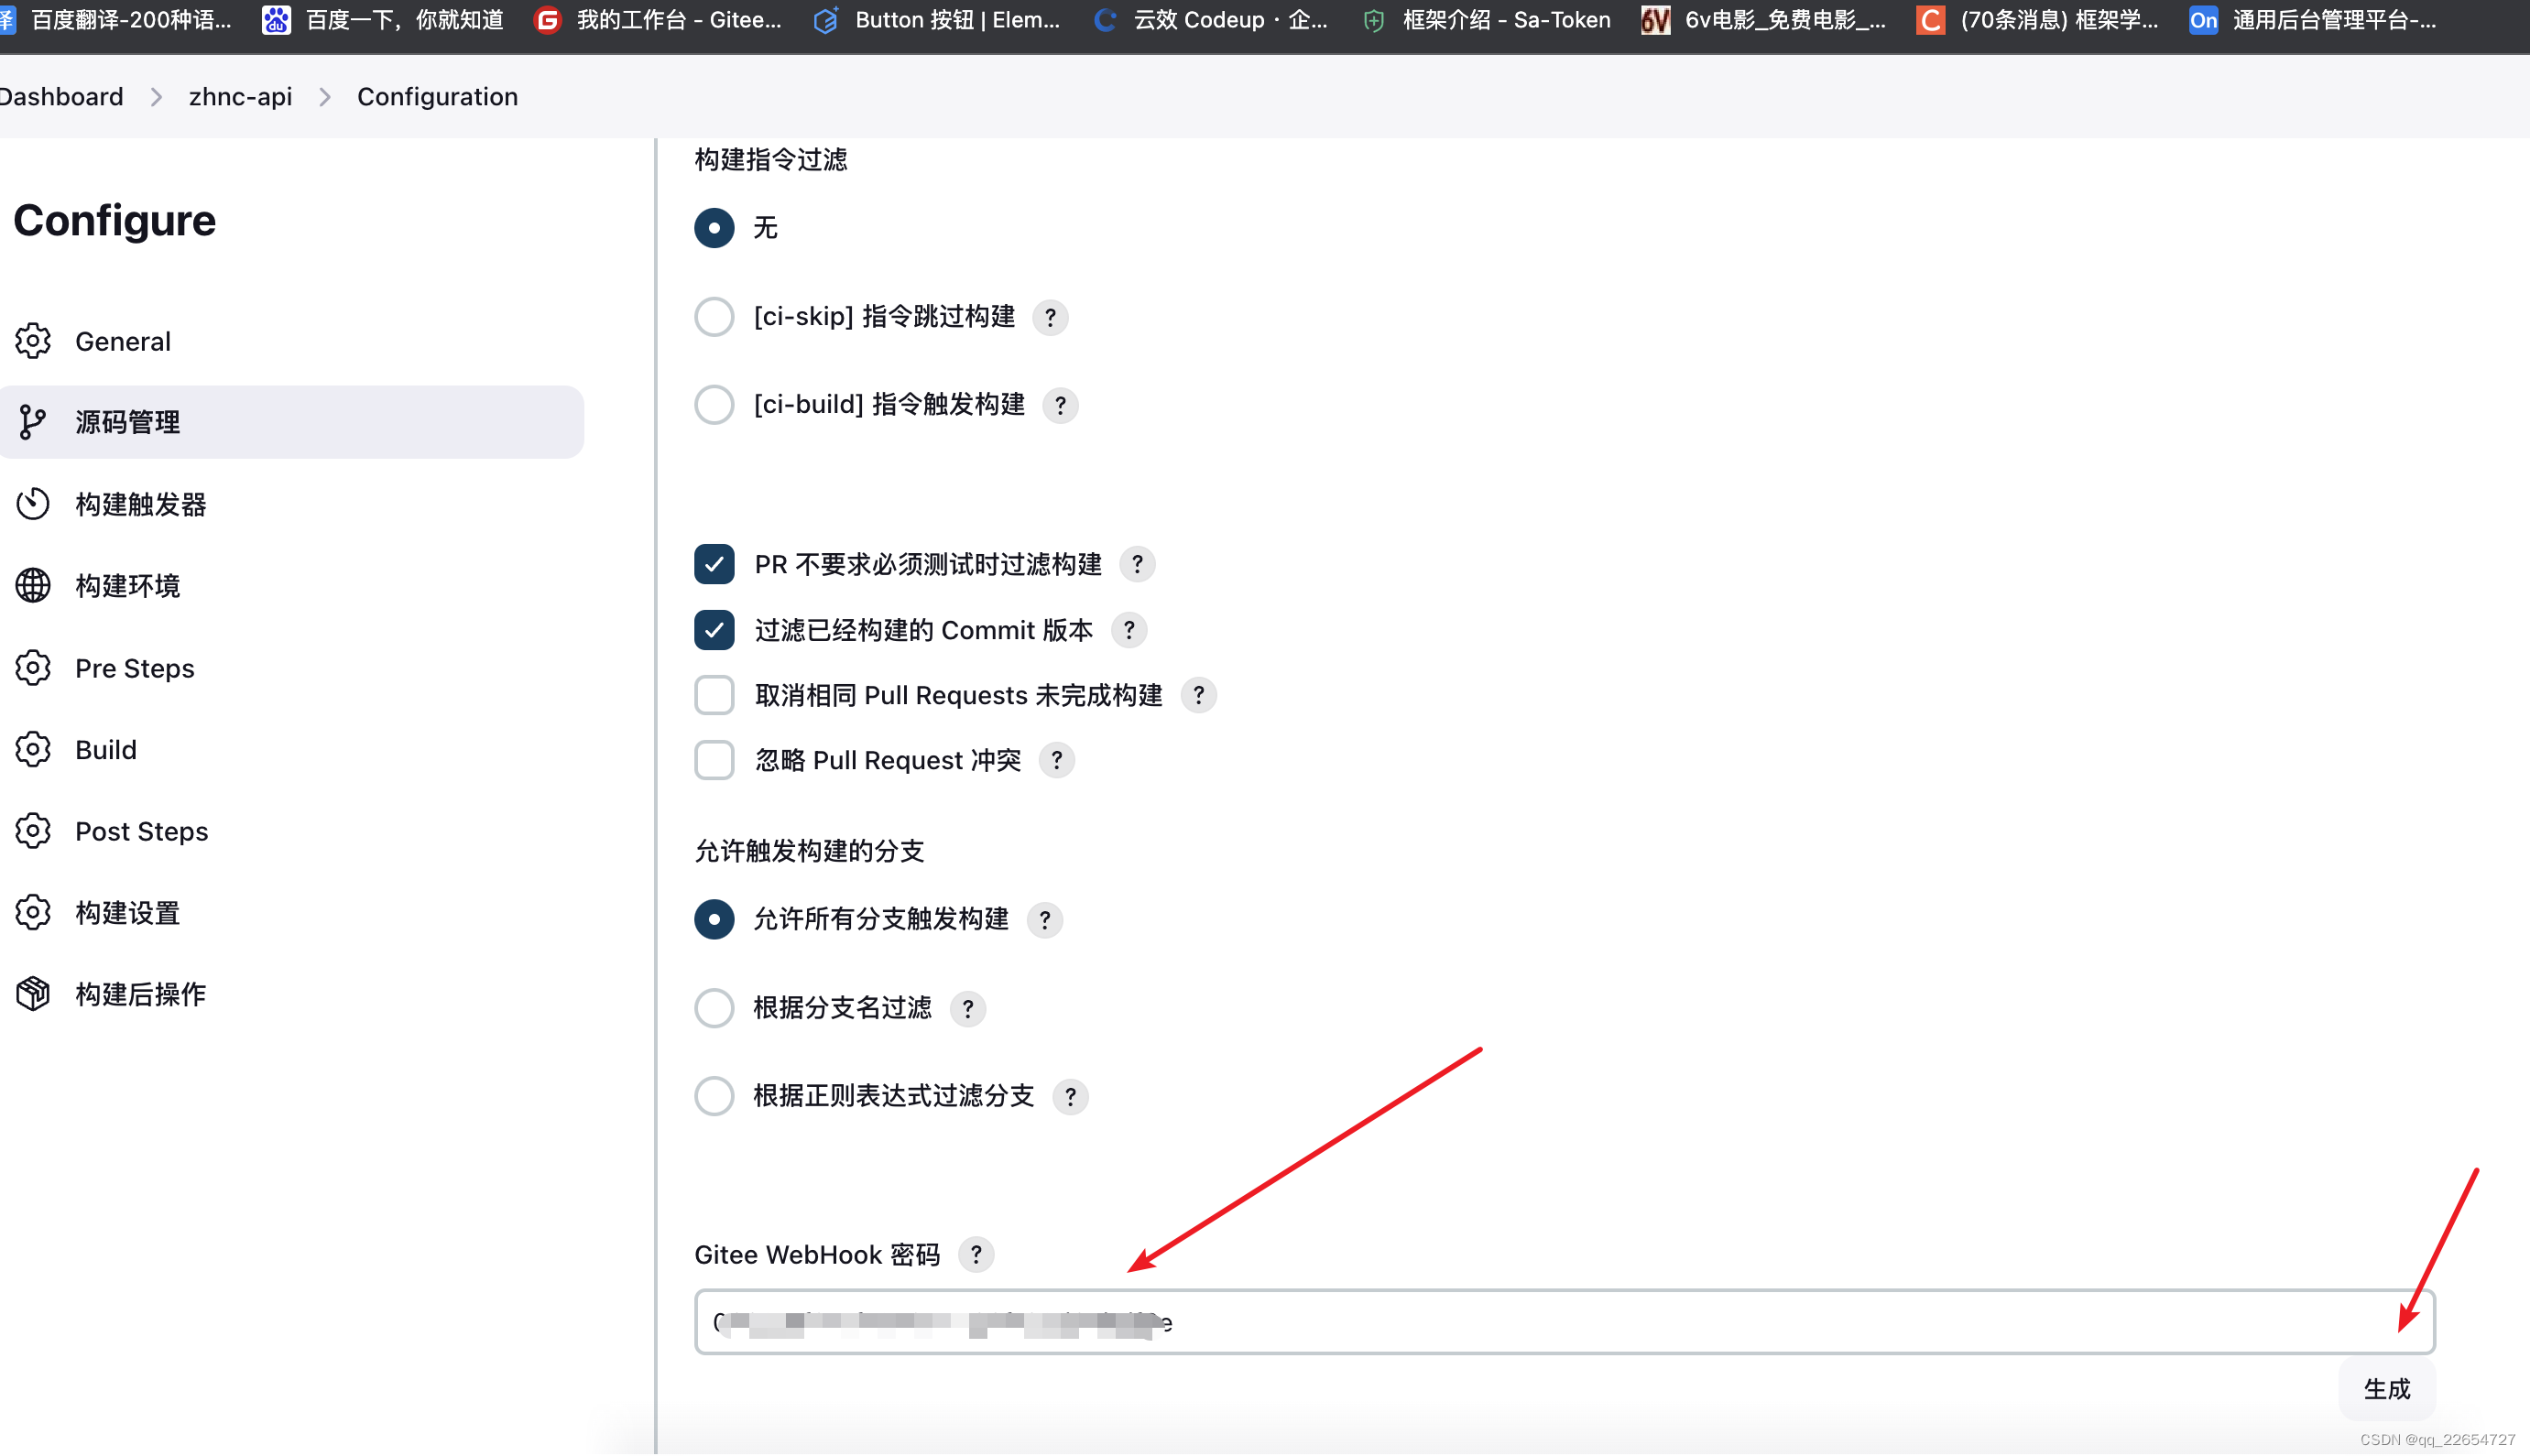 百度翻译-200种语... 百度一下，你就知道 我的工作台 - Gitee... Button 按钮 | Elem... 云效 Codeup · 企... 框架介绍 - Sa-Token 6V 6v电影_免费电影_... C (70条消息) 框架学... On 通用后台管理平台-...
Dashboard zhnc-api Configuration
Configure
General
源码管理
构建触发器
构建环境
Pre Steps
Build
Post Steps
构建设置
构建后操作
构建指令过滤
无
[ci-skip] 指令跳过构建 ?
[ci-build] 指令触发构建 ?
PR 不要求必须测试时过滤构建 ?
过滤已经构建的 Commit 版本 ?
取消相同 Pull Requests 未完成构建 ?
忽略 Pull Request 冲突 ?
允许触发构建的分支
允许所有分支触发构建 ?
根据分支名过滤 ?
根据正则表达式过滤分支 ?
Gitee WebHook 密码 ?
生成
CSDN @qq_22654727